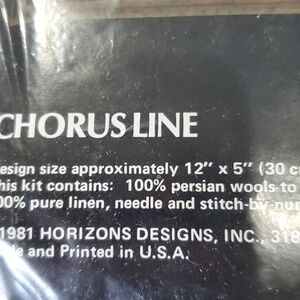 CHORUS LINE
esign size approximately 12" x 5" (30 c
his kit contains: 100% persian wools to
00% pure linen, needle and stitch-by-nu
1981 HORIZONS DESIGNS, INC., 318
de and Printed in U.S.A.